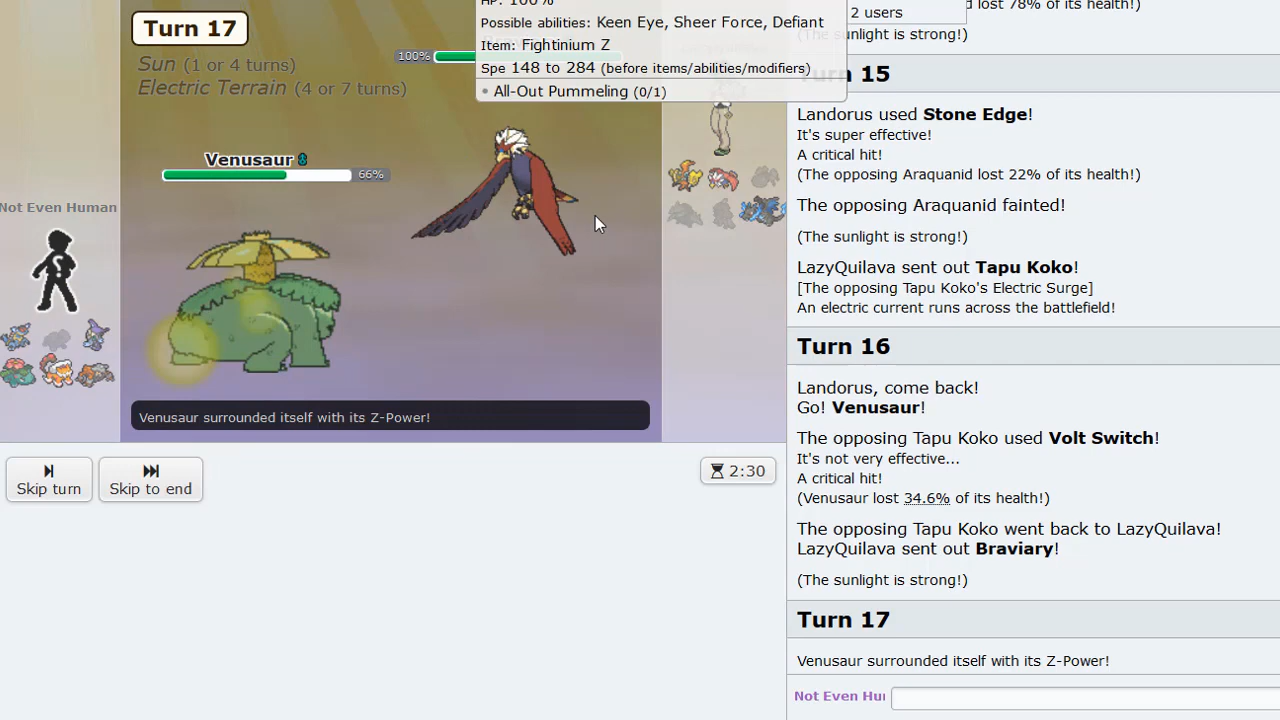 Turn 17
Sun (1 or 4 turns)
Electric Terrain (4 or 7 turns)
100%
Possible abilities: Keen Eye, Sheer Force, Defiant
Item: Fightinium Z
Spe 148 to 284 (before items/abilities/modifiers)
• All-Out Pummeling (0/1)
Venusaur
66%
Not Even Human
Venusaur surrounded itself with its Z-Power!
Skip turn
Skip to end
2:30
2 users
d lost 78% of its health!)
(The sunlight is strong!)
Turn 15
Landorus used Stone Edge!
It's super effective!
A critical hit!
(The opposing Araquanid lost 22% of its health!)
The opposing Araquanid fainted!
(The sunlight is strong!)
LazyQuilava sent out Tapu Koko!
[The opposing Tapu Koko's Electric Surge]
An electric current runs across the battlefield!
Turn 16
Landorus, come back!
Go! Venusaur!
The opposing Tapu Koko used Volt Switch!
It's not very effective...
A critical hit!
(Venusaur lost 34.6% of its health!)
The opposing Tapu Koko went back to LazyQuilava!
LazyQuilava sent out Braviary!
(The sunlight is strong!)
Turn 17
Venusaur surrounded itself with its Z-Power!
Not Even Hu